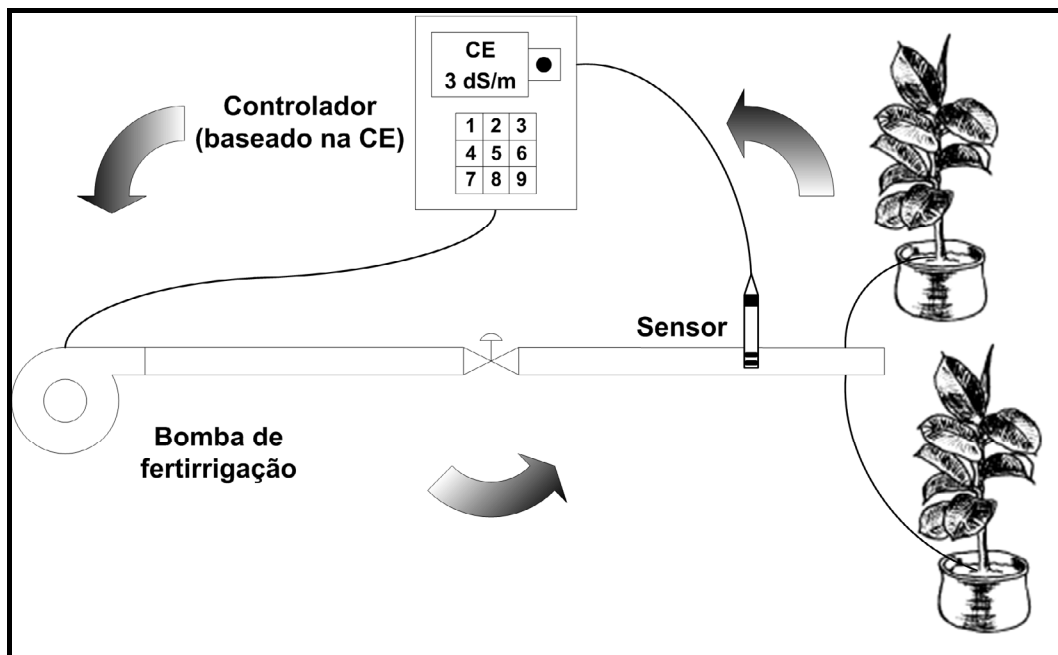 CE
3 dS/m
Controlador
(baseado na CE)
1 2 3
4 5 6
7 8 9
Sensor
Bomba de
fertirrigação